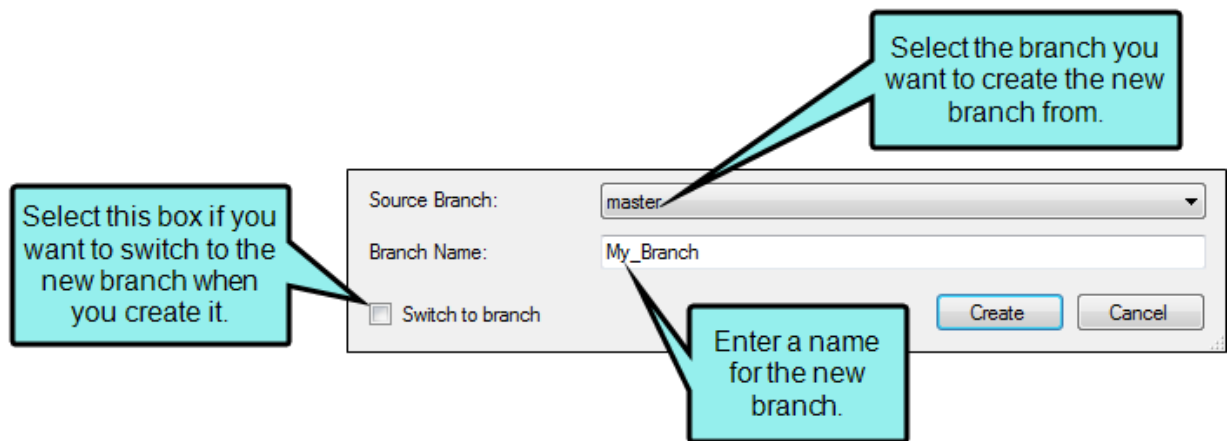 Select the branch you
want to create the new
branch from.
Source Branch:
master
Select this box if you
want to switch to the
new branch when
you create it.
Branch Name:
My_Branch
Switch to branch
Create
Cancel
Enter a name
for the new
branch.